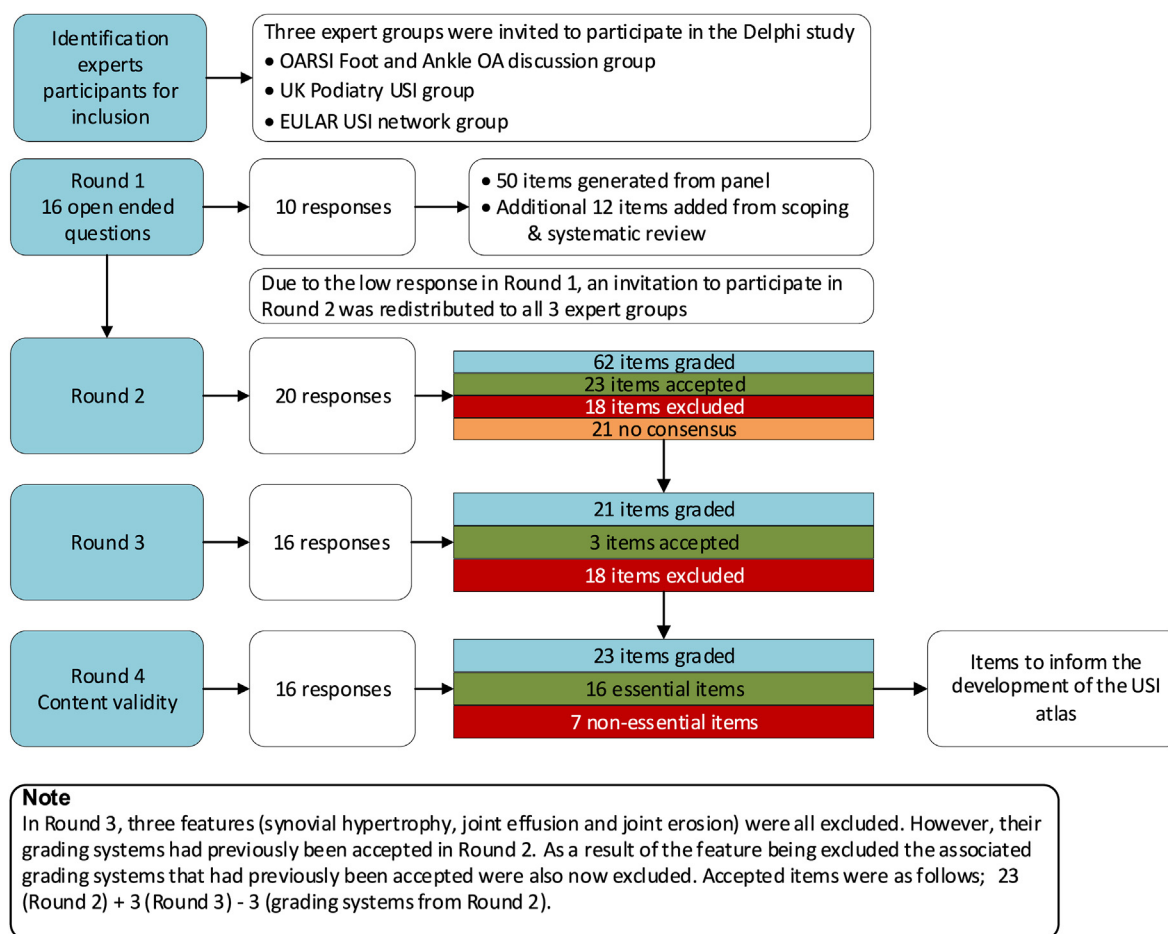 Identification
experts
participants for
inclusion
Three expert groups were invited to participate in the Delphi study
• OARSI Foot and Ankle OA discussion group
• UK Podiatry USI group
• EULAR USI network group
Round 1
16 open ended
questions
10 responses
• 50 items generated from panel
• Additional 12 items added from scoping
& systematic review
Due to the low response in Round 1, an invitation to participate in
Round 2 was redistributed to all 3 expert groups
Round 2
20 responses
62 items graded
23 items accepted
18 items excluded
21 no consensus
Round 3
16 responses
21 items graded
3 items accepted
18 items excluded
Round 4
Content validity
16 responses
23 items graded
16 essential items
7 non-essential items
Items to inform the
development of the USI
atlas
Note
In Round 3, three features (synovial hypertrophy, joint effusion and joint erosion) were all excluded. However, their
grading systems had previously been accepted in Round 2. As a result of the feature being excluded the associated
grading systems that had previously been accepted were also now excluded. Accepted items were as follows; 23
(Round 2) + 3 (Round 3) - 3 (grading systems from Round 2).